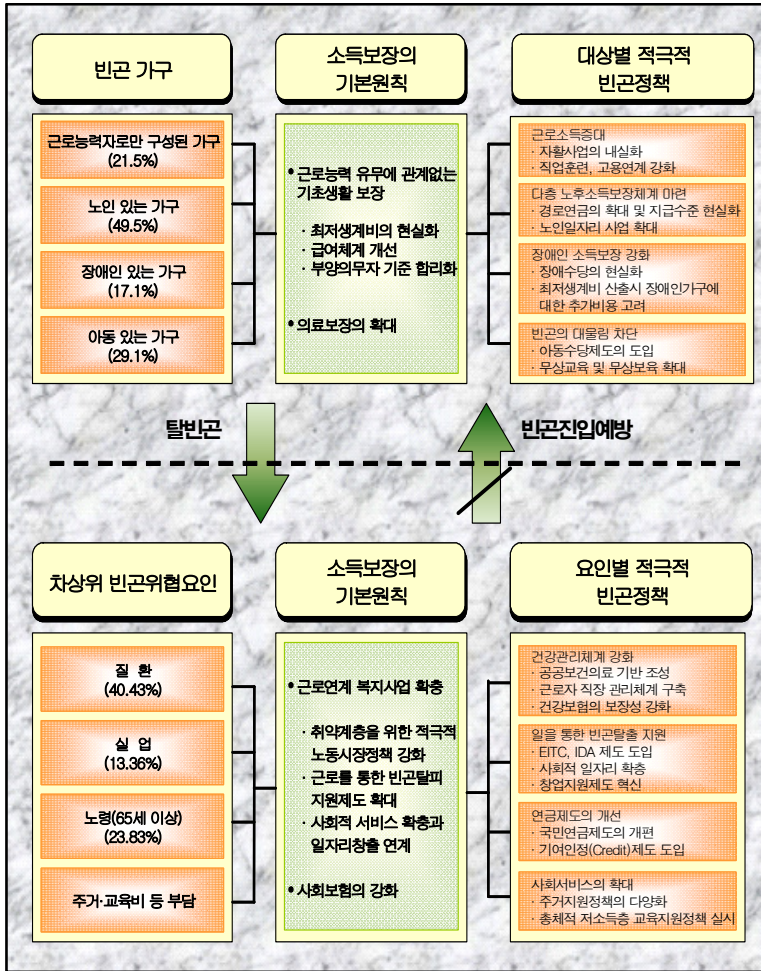 빈곤 가구
소득보장의
기본원칙
대상별 적극적
빈곤정책
근로능력자로만 구성된 가구
(21.5%)
노인 있는 가구
(49.5%)
장애인 있는 가구
(17.1%)
아동 있는 가구
(29.1%)
• 근로능력 유무에 관계없는
기초생활 보장
· 최저생계비의 현실화
· 급여체계 개선
· 부양의무자 기준 합리화
• 의료보장의 확대
근로소득증대
· 자활사업의 내실화
· 직업훈련, 고용연계 강화
다층 노후소득보장체계 마련
· 경로연금의 확대 및 지급수준 현실화
· 노인일자리 사업 확대
장애인 소득보장 강화
· 장애수당의 현실화
· 최저생계비 산출시 장애인가구에
대한 추가비용 고려
빈곤의 대물림 차단
· 아동수당제도의 도입
· 무상교육 및 무상보육 확대
탈빈곤
빈곤진입예방
차상위 빈곤위협요인
소득보장의
기본원칙
요인별 적극적
빈곤정책
질 환
(40.43%)
실 업
(13.36%)
노령(65세 이상)
(23.83%)
주거·교육비 등 부담
• 근로연계 복지사업 확충
· 취약계층을 위한 적극적
노동시장정책 강화
· 근로를 통한 빈곤탈피
지원제도 확대
· 사회적 서비스 확충과
일자리창출 연계
• 사회보험의 강화
건강관리체계 강화
· 공공보건의료 기반 조성
· 근로자 직장 관리체계 구축
· 건강보험의 보장성 강화
일을 통한 빈곤탈출 지원
· EITC, IDA 제도 도입
· 사회적 일자리 확충
· 창업지원제도 혁신
연금제도의 개선
· 국민연금제도의 개편
· 기여인정(Credit)제도 도입
사회서비스의 확대
· 주거지원정책의 다양화
· 총체적 저소득층 교육지원정책 실시